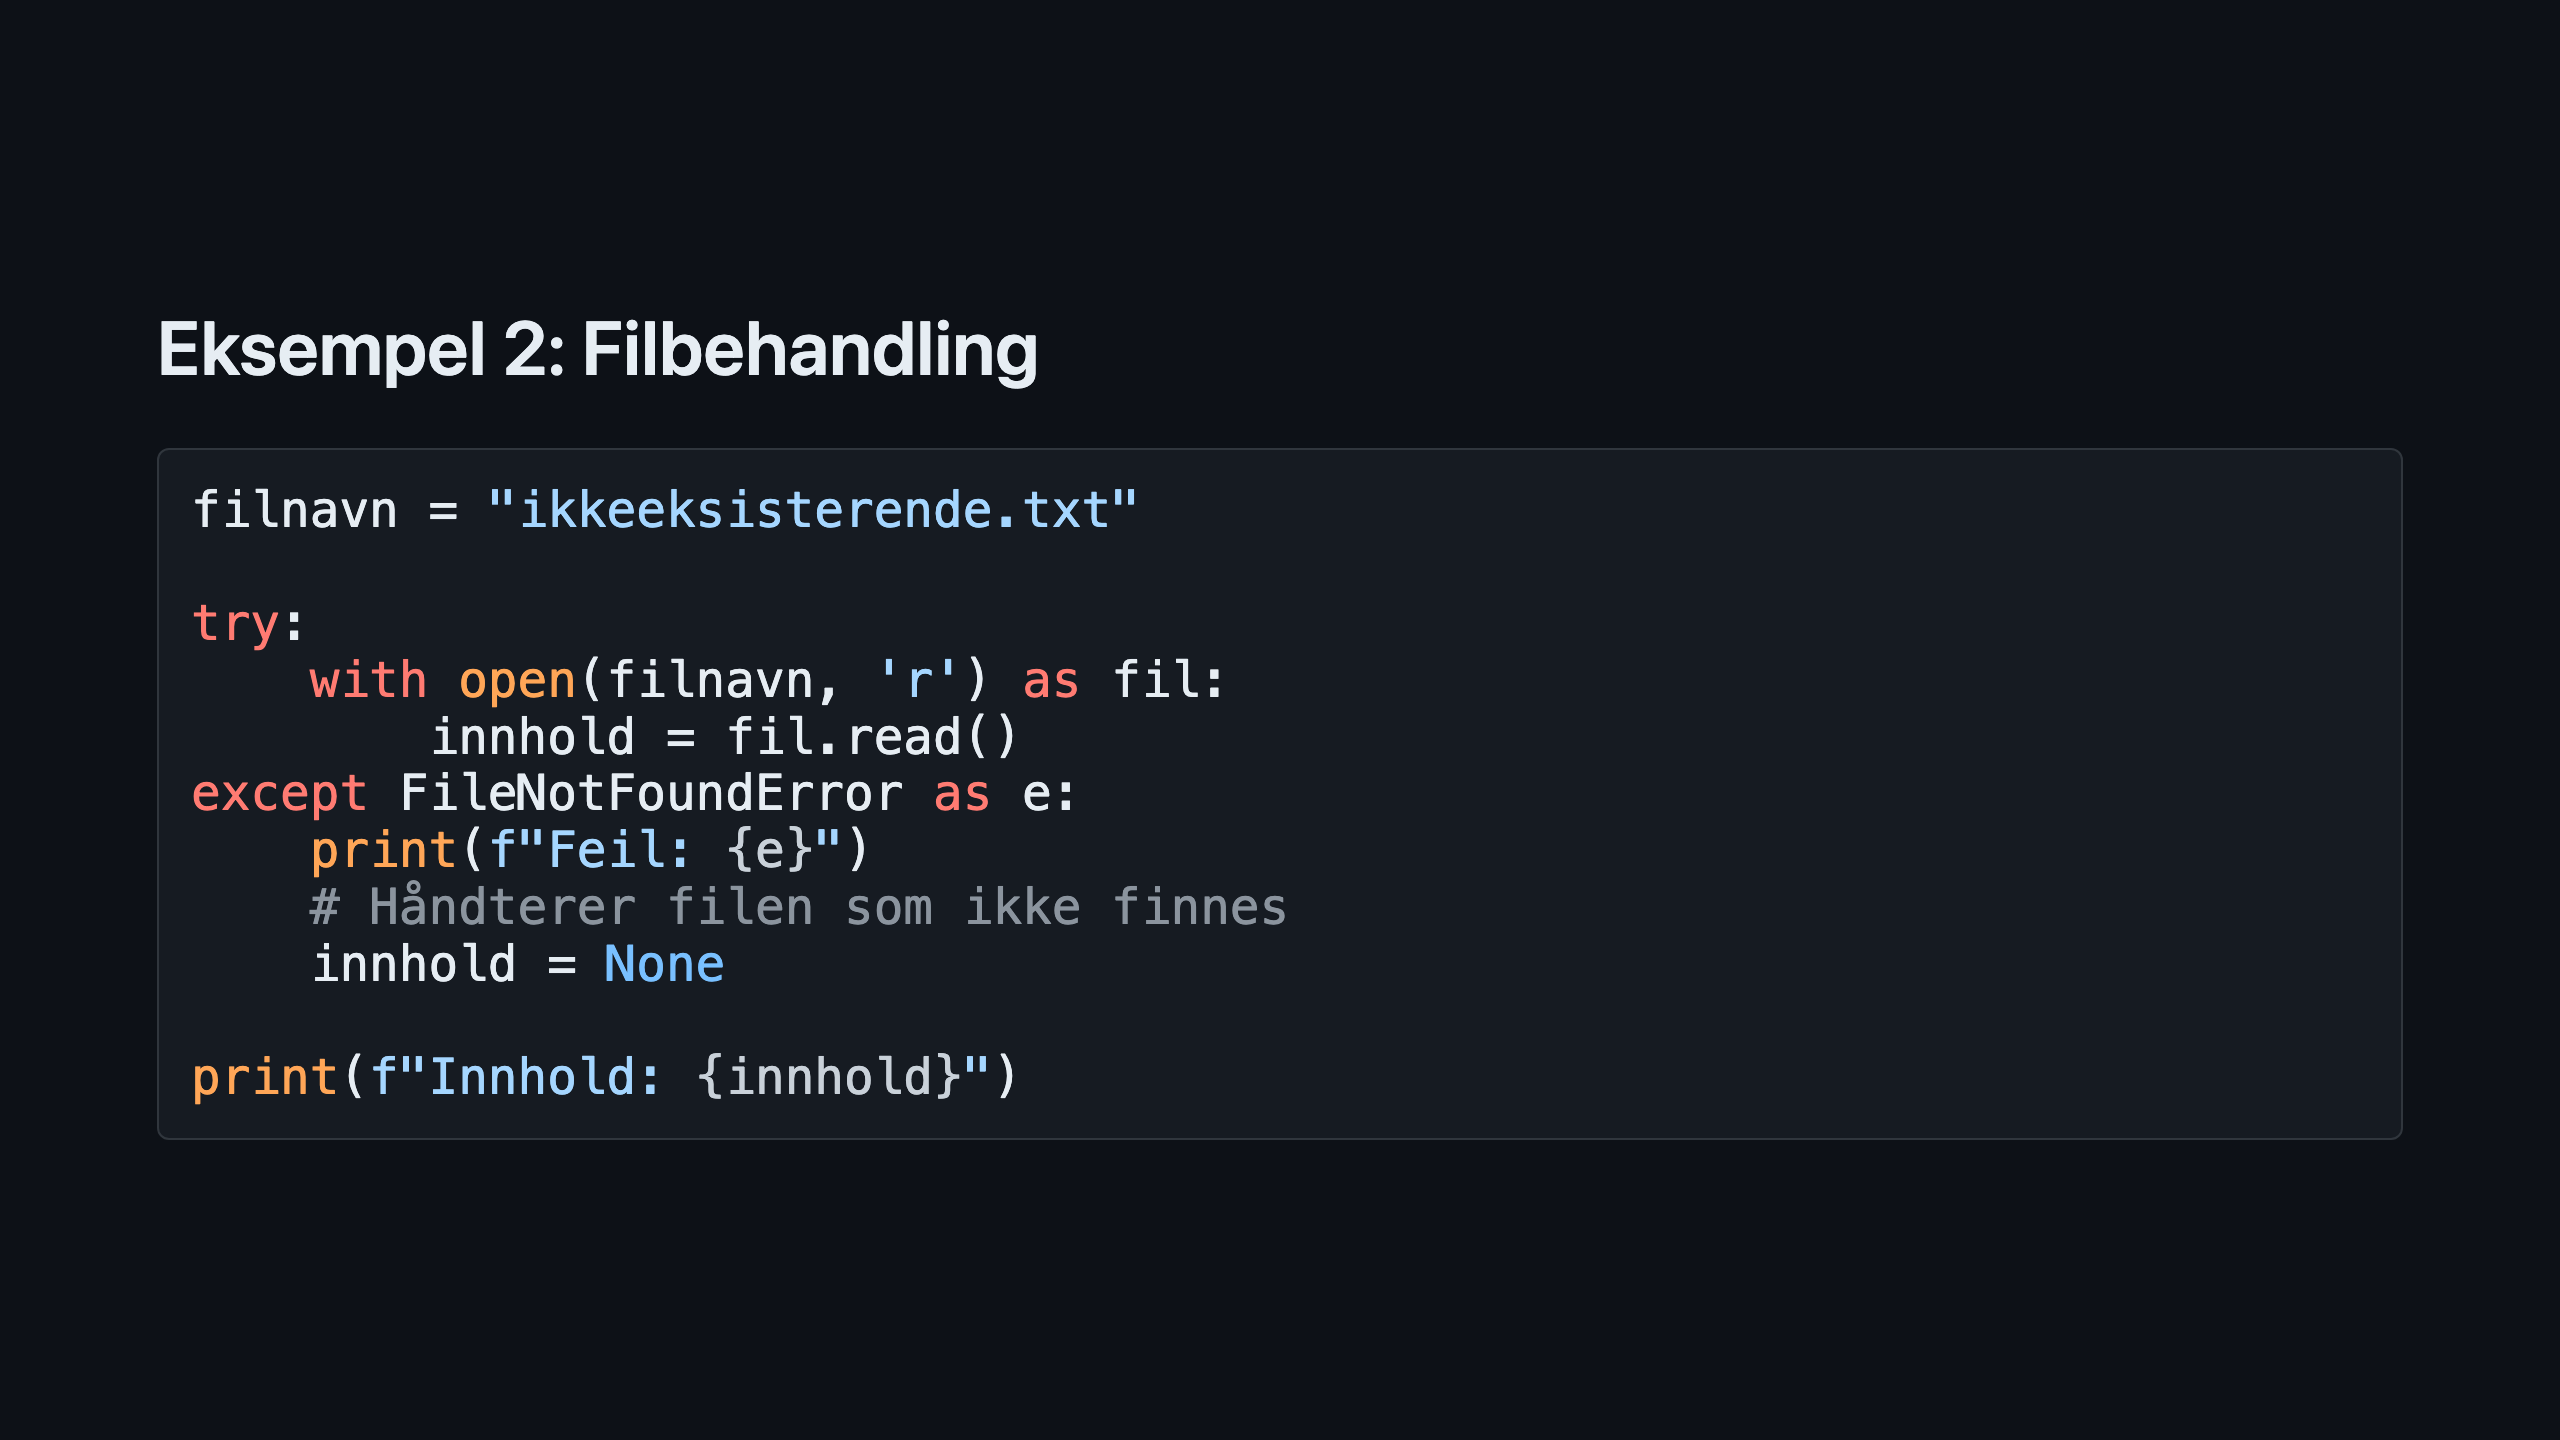 Eksempel 2: Filbehandling
filnavn = "ikkeeksisterende.txt"
try:
    with open(filnavn, 'r') as fil:
        innhold = fil.read()
except FileNotFoundError as e:
    print(f"Feil: {e}")
    # Håndterer filen som ikke finnes
    innhold = None
print(f"Innhold: {innhold}")